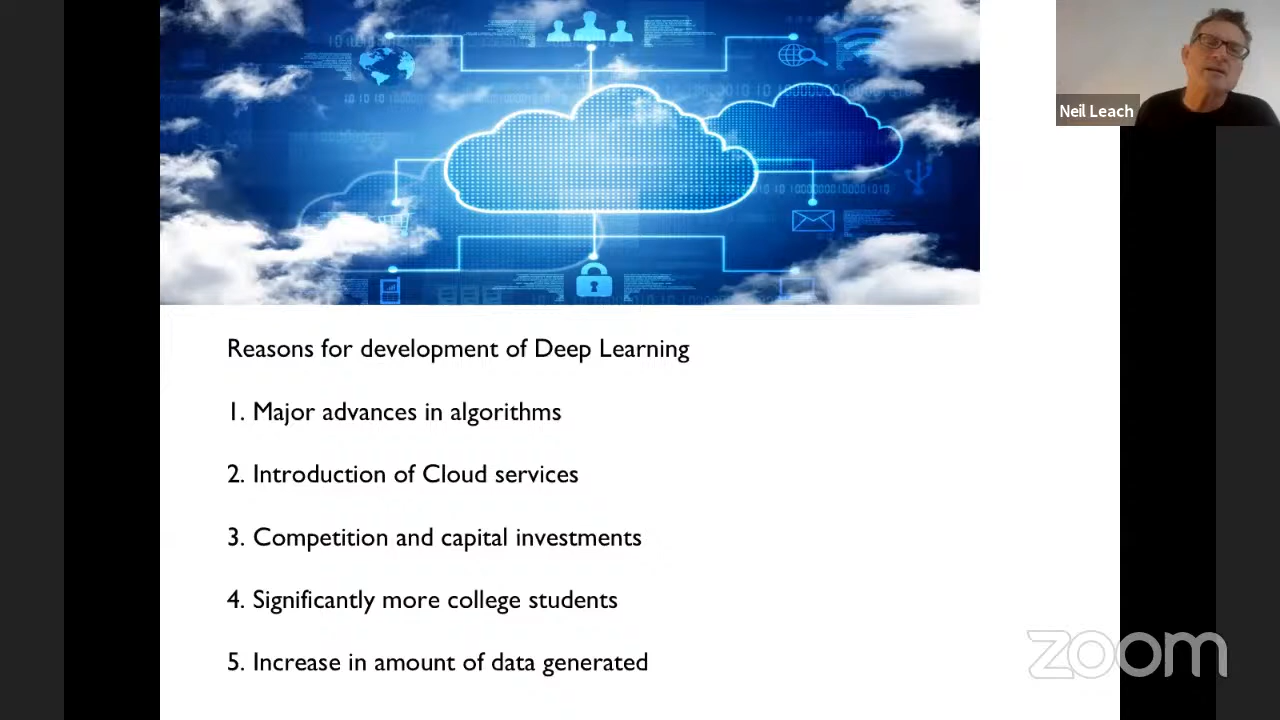 Neil Leach
Reasons for development of Deep Learning
1. Major advances in algorithms
2. Introduction of Cloud services
3. Competition and capital investments
4. Significantly more college students
5. Increase in amount of data generated
zoom